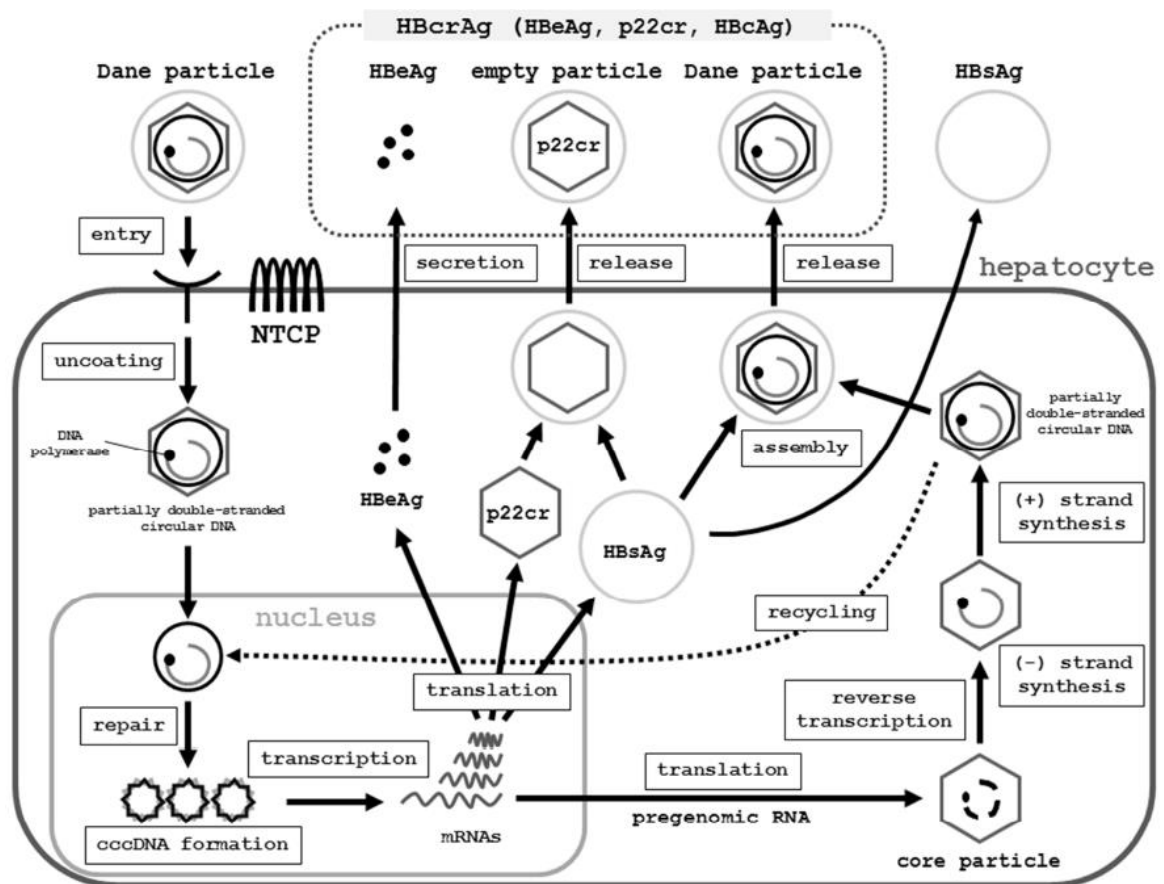 HBcrAg (HBeAg, p22cr, HBcAg)
Dane particle
HBeAg
empty particle
Dane particle
HBsAg
p22cr
entry
secretion
release
release
hepatocyte
NTCP
uncoating
DNA
polymerase
partially double-stranded
circular DNA
HBeAg
p22cr
HBsAg
assembly
partially
double-stranded
circular DNA
(+) strand
synthesis
nucleus
recycling
(-) strand
synthesis
translation
reverse
transcription
repair
transcription
translation
cccDNA formation
mRNAs
pregenomic RNA
core particle